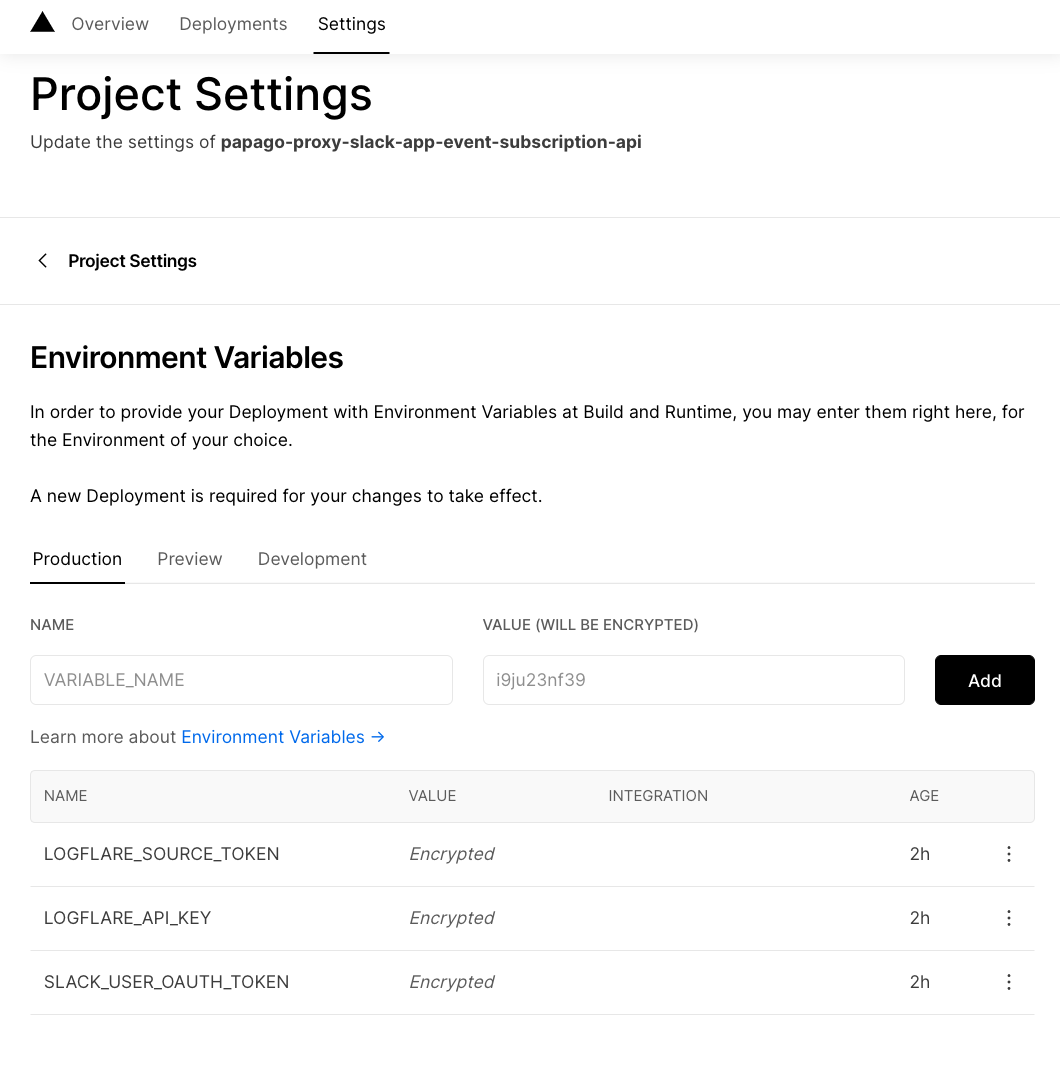 Overview Deployments Settings
Project Settings
Update the settings of papago-proxy-slack-app-event-subscription-api
Project Settings
Environment Variables
In order to provide your Deployment with Environment Variables at Build and Runtime, you may enter them right here, for
the Environment of your choice.
A new Deployment is required for your changes to take effect.
Production Preview Development
NAME VALUE (WILL BE ENCRYPTED)
VARIABLE_NAME i9ju23nf39 Add
Learn more about Environment Variables →
NAME VALUE INTEGRATION AGE
LOGFLARE_SOURCE_TOKEN Encrypted 2h
LOGFLARE_API_KEY Encrypted 2h
SLACK_USER_OAUTH_TOKEN Encrypted 2h